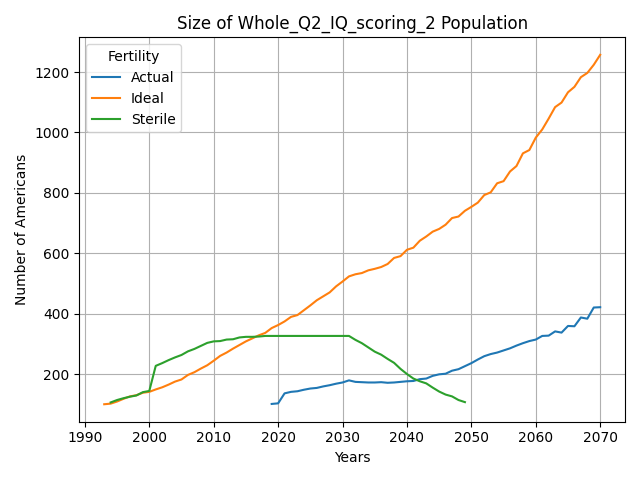 Size of Whole_Q2_IQ_scoring_2 Population
Fertility
Actual
Ideal
Sterile
Number of Americans
1200
1000
800
600
400
200
1990 2000 2010 2020 2030 2040 2050 2060 2070
Years